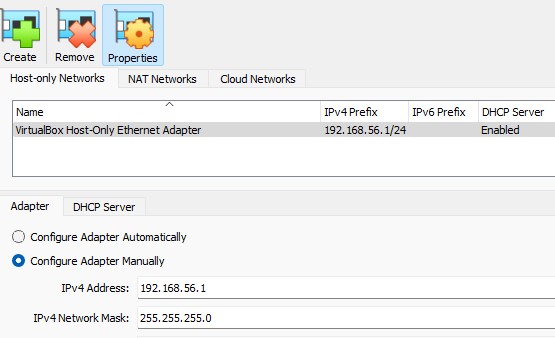 Create Remove Properties
Host-only Networks NAT Networks Cloud Networks
Name IPv4 Prefix IPv6 Prefix DHCP Server
VirtualBox Host-Only Ethernet Adapter 192.168.56.1/24 Enabled
Adapter DHCP Server
Configure Adapter Automatically
Configure Adapter Manually
IPv4 Address: 192.168.56.1
IPv4 Network Mask: 255.255.255.0